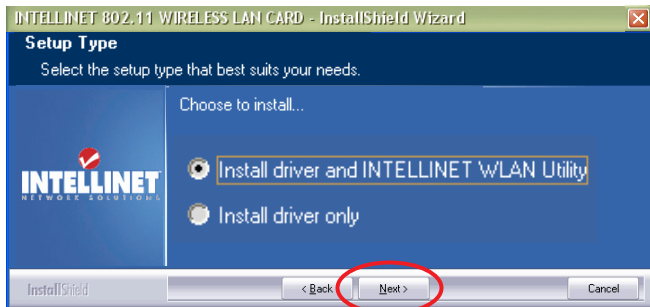 INTELLINET 802.11 WIRELESS LAN CARD - InstallShield Wizard
Setup Type
Select the setup type that best suits your needs.
Choose to install...
INTELLINET
NETWORK SOLUTIONS
Install driver and INTELLINET WLAN Utility
Install driver only
InstallShield
< Back
Next >
Cancel